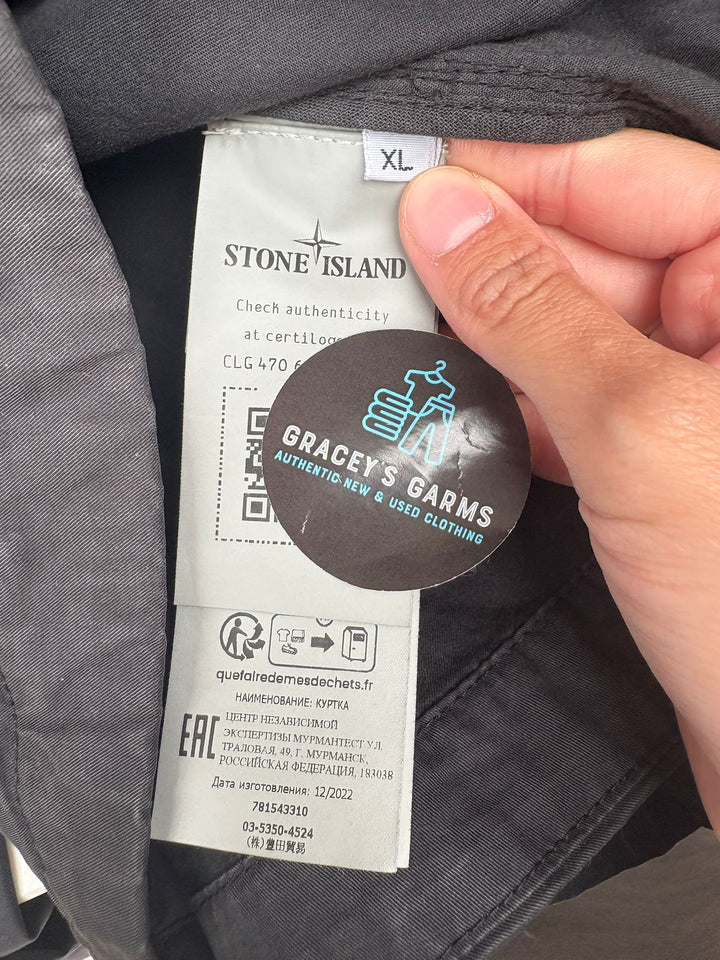 XL
STONE ISLAND
Check authenticity
at certilog
CLG 470
GRACEY'S GARMS
AUTHENTIC NEW & USED CLOTHING
quefairedemesdechets.fr
НАИМЕНОВАНИЕ: КУРТКА
EAC
ЦЕНТР НЕЗАВИСИМОЙ
ЭКСПЕРТИЗЫ МУРМАНТЕСТ УЛ.
ТРАЛОВАЯ, 49, Г. МУРМАНСК,
РОССИЙСКАЯ ФЕДЕРАЦИЯ, 183038
Дата изготовления: 12/2022
781543310
03-5350-4524
(株)豊田貿易